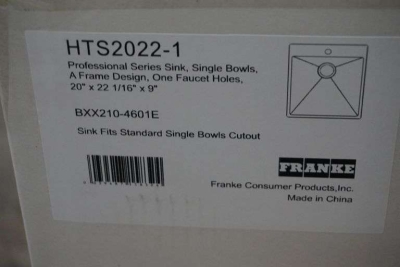 HTS2022-1
Professional Series Sink, Single Bowls,
A Frame Design, One Faucet Holes,
20" x 22 1/16" x 9"
BXX210-4601E
Sink Fits Standard Single Bowls Cutout
FRANKE
Franke Consumer Products,Inc.
Made in China